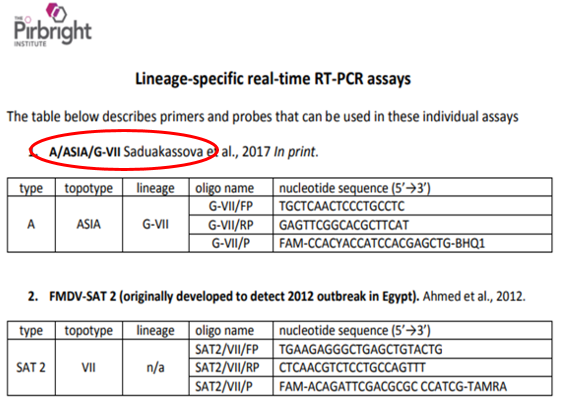 THE
Pirbright
INSTITUTE
Lineage-specific real-time RT-PCR assays
The table below describes primers and probes that can be used in these individual assays
1. A/ASIA/G-VII Saduakassova et al., 2017 In print.
type topotype lineage oligo name nucleotide sequence (5'→3')
G-VII/FP TGCTCAACTCCCTGCCTC
A ASIA G-VII G-VII/RP GAGTTCGGCACGCTTCAT
G-VII/P FAM-CCACYACCATCCACGAGCTG-BHQ1
2. FMDV-SAT 2 (originally developed to detect 2012 outbreak in Egypt). Ahmed et al., 2012.
type topotype lineage oligo name nucleotide sequence (5'→3')
SAT2/VII/FP TGAAGAGGGCTGAGCTGTACTG
SAT 2 VII n/a SAT2/VII/RP CTCAACGTCTCCTGCCAGTTT
SAT2/VII/P FAM-ACAGATTCGACGCGC CCATCG-TAMRA